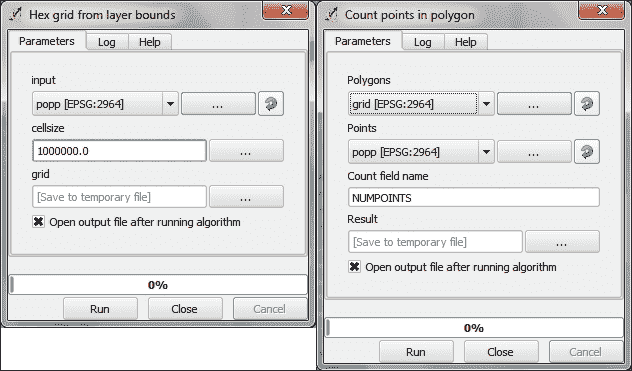 Hex grid from layer bounds
Parameters Log Help
input
popp [EPSG:2964] ...
cellsize
1000000.0 ...
grid
[Save to temporary file] ...
Open output file after running algorithm
0%
Run Close Cancel
Count points in polygon
Parameters Log Help
Polygons
grid [EPSG:2964] ...
Points
popp [EPSG:2964] ...
Count field name
NUMPOINTS
Result
[Save to temporary file] ...
Open output file after running algorithm
0%
Run Close Cancel